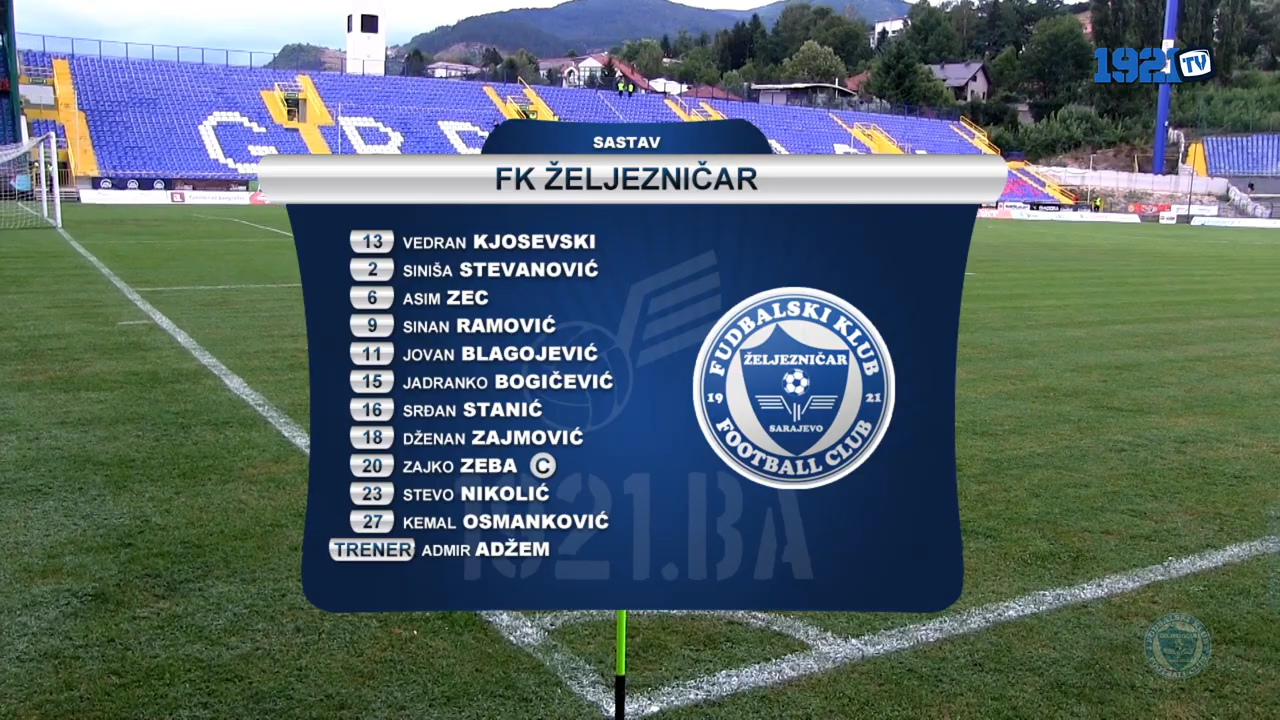 1921 TV
SASTAV
FK ŽELJEZNIČAR
13 VEDRAN KJOSEVSKI
2 SINIŠA STEVANOVIĆ
6 ASIM ZEC
9 SINAN RAMOVIĆ
11 JOVAN BLAGOJEVIĆ
15 JADRANKO BOGIČEVIĆ
16 SRĐAN STANIĆ
18 DŽENAN ZAJMOVIĆ
20 ZAJKO ZEBA C
23 STEVO NIKOLIĆ
27 KEMAL OSMANKOVIĆ
TRENER ADMIR ADŽEM
FUDBALSKI KLUB
ŽELJEZNIČAR
19 21
SARAJEVO
FOOTBALL CLUB
1921.BA